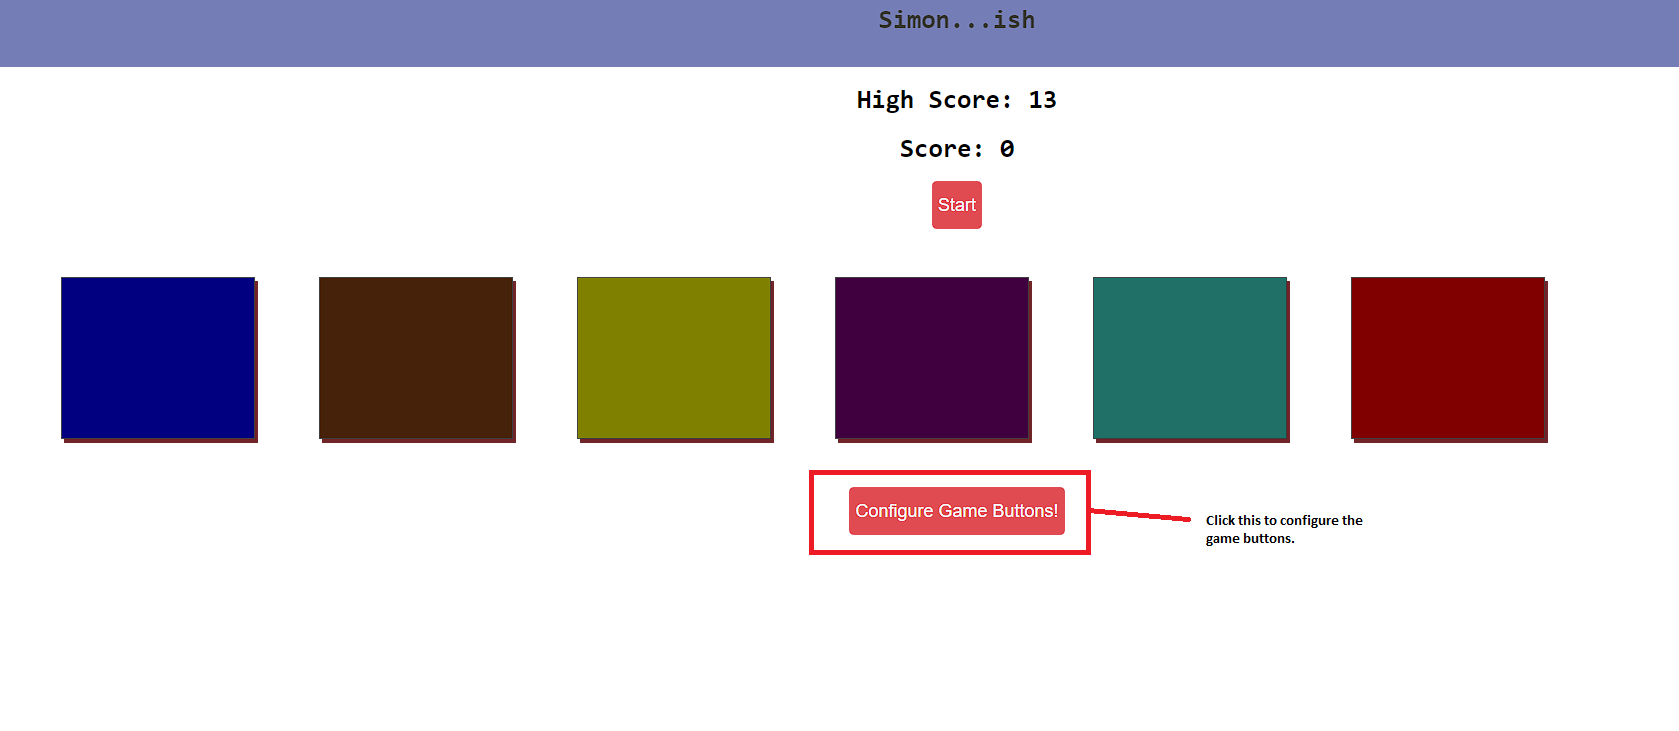 Simon...ish
High Score: 13
Score: 0
Start
Configure Game Buttons!
Click this to configure the
game buttons.